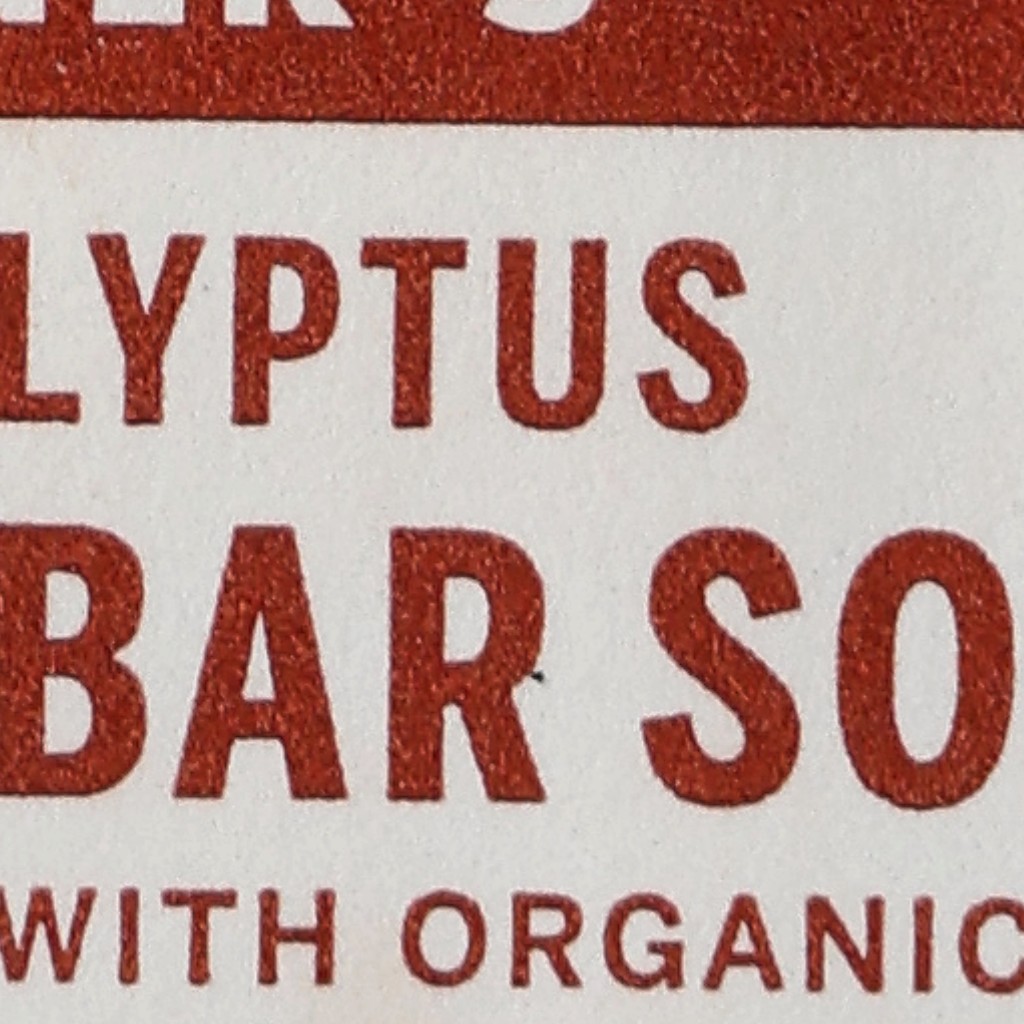 LYPTUS
BAR SO
WITH ORGANIC